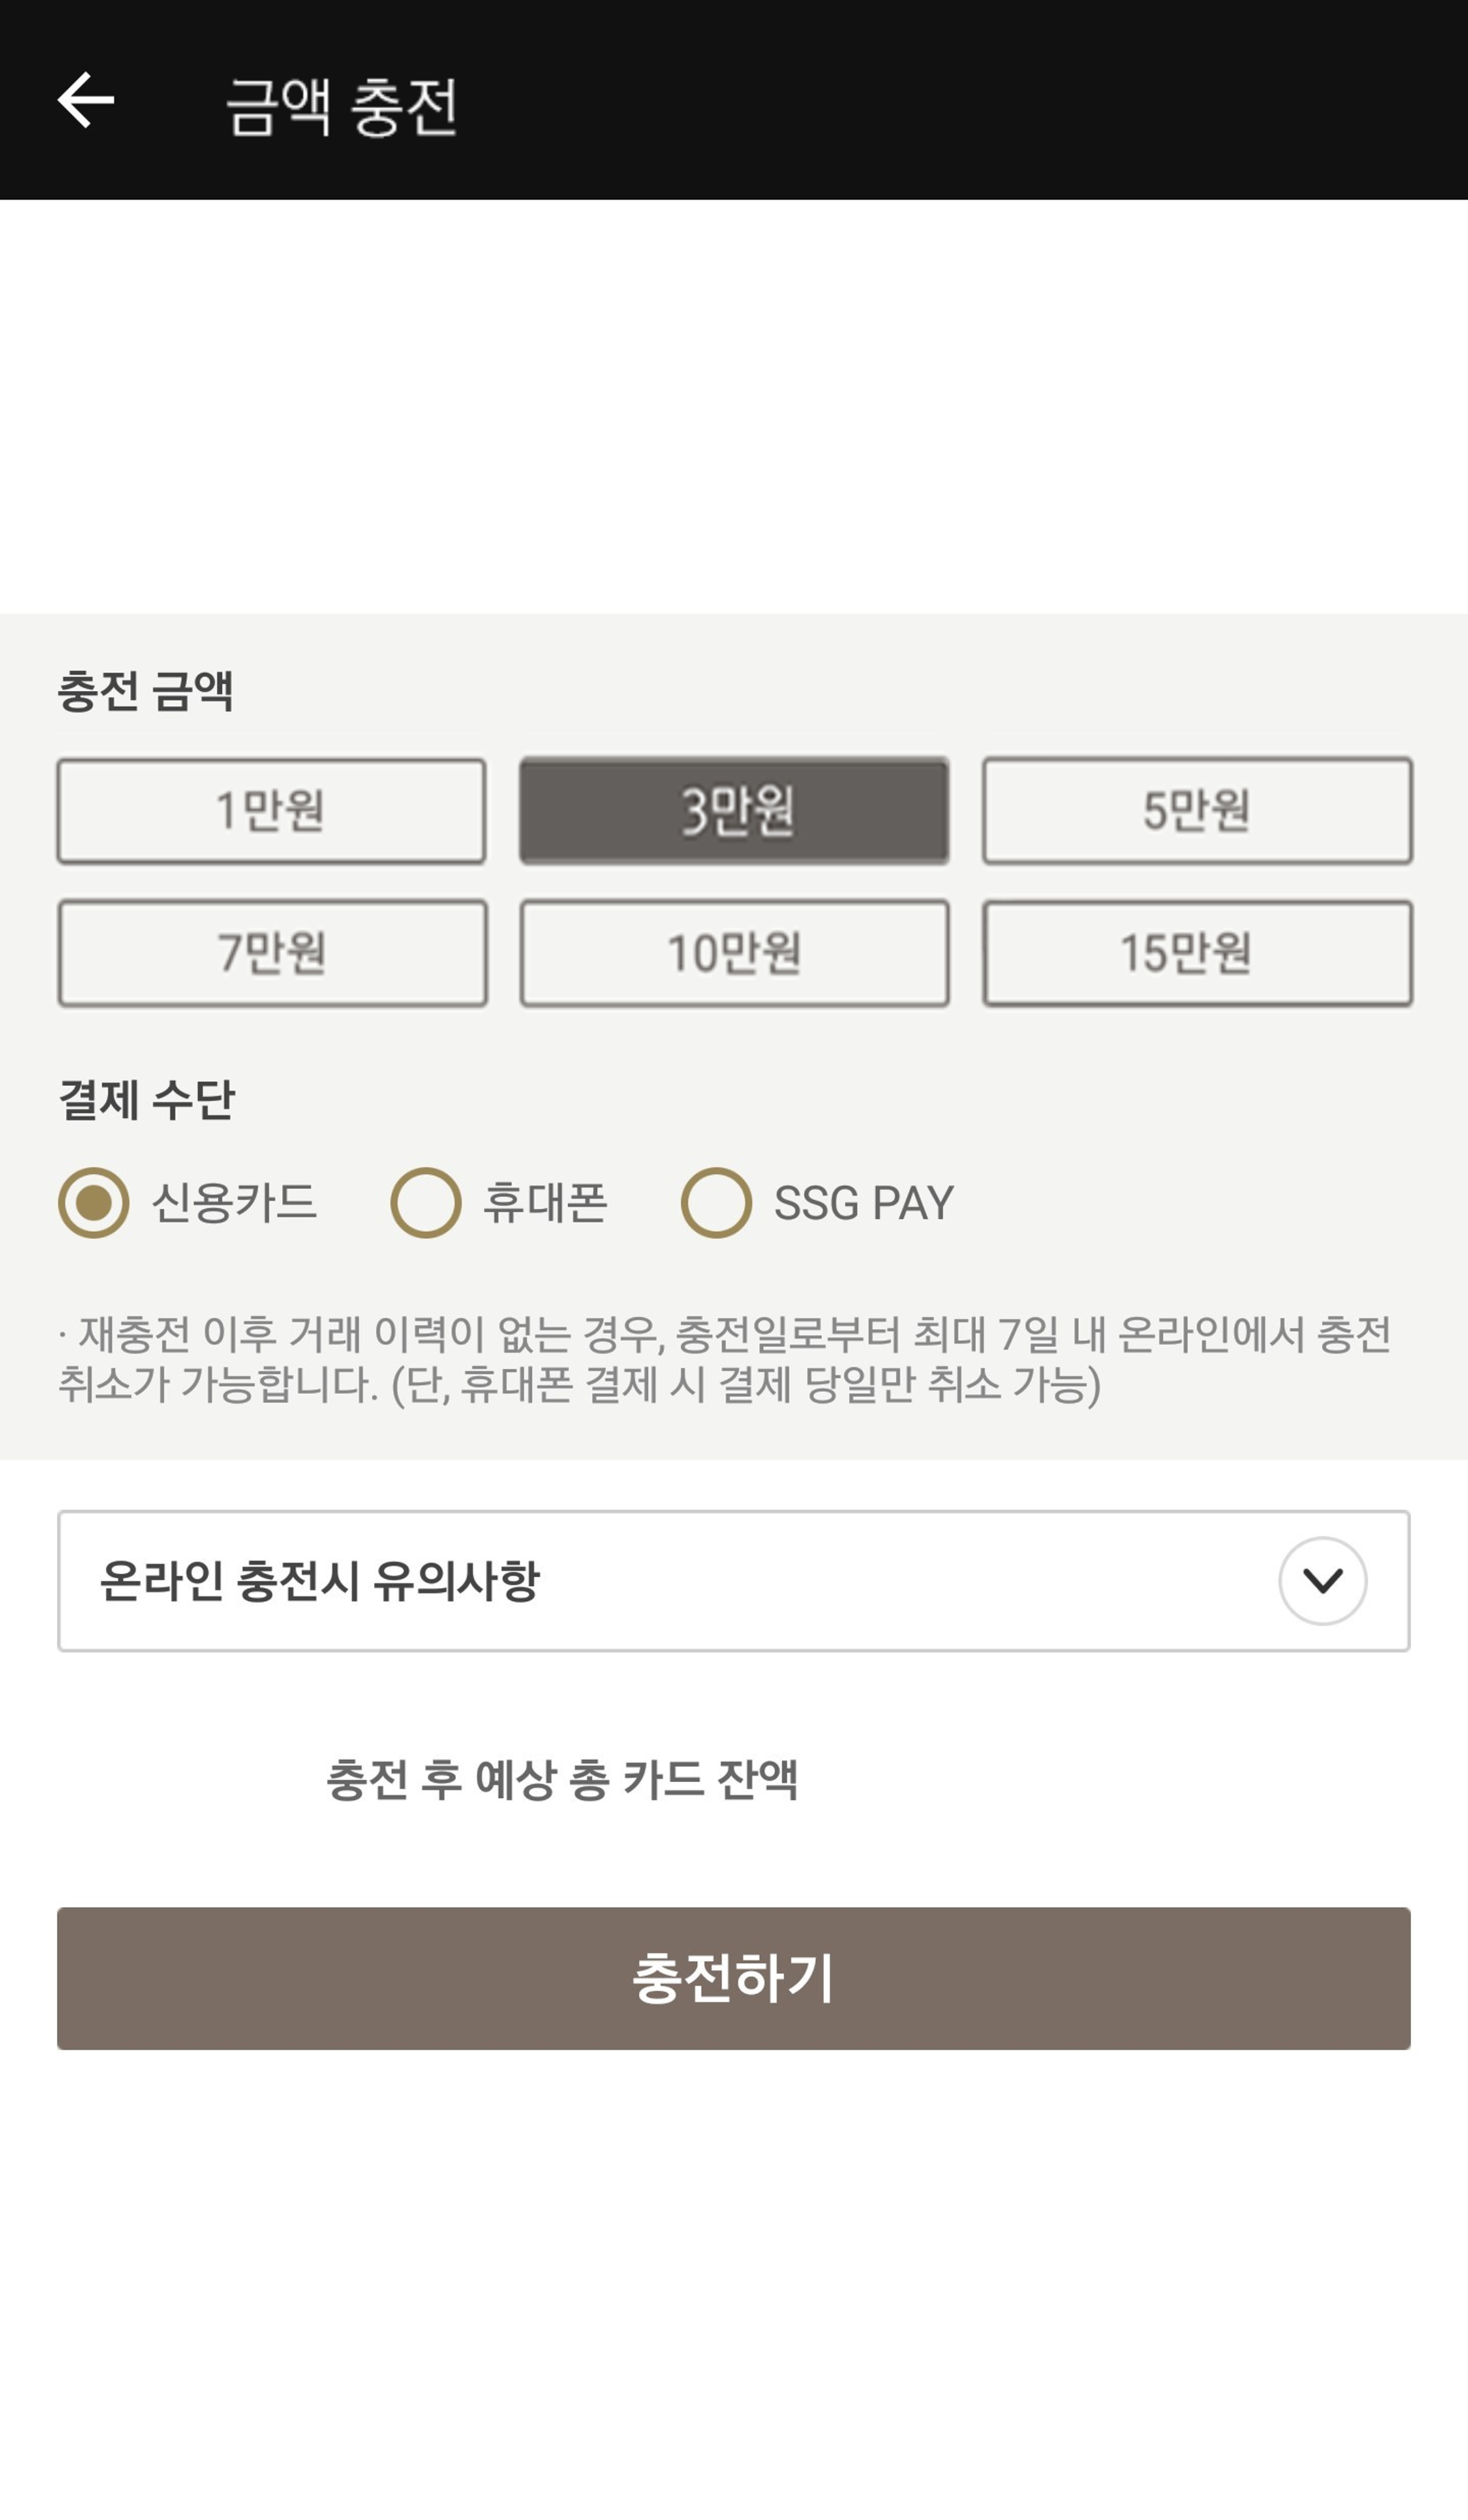 금액 충전
충전 금액
1만원 3만원 5만원
7만원 10만원 15만원
결제 수단
신용카드 휴대폰 SSG PAY
· 재충전 이후 거래 이력이 없는 경우, 충전일로부터 최대 7일 내 온라인에서 충전
취소 가 가능합니다. (단, 휴대폰 결제 시 결제 당일만 취소 가능)
온라인 충전시 유의사항
충전 후 예상 총 카드 잔액
충전하기